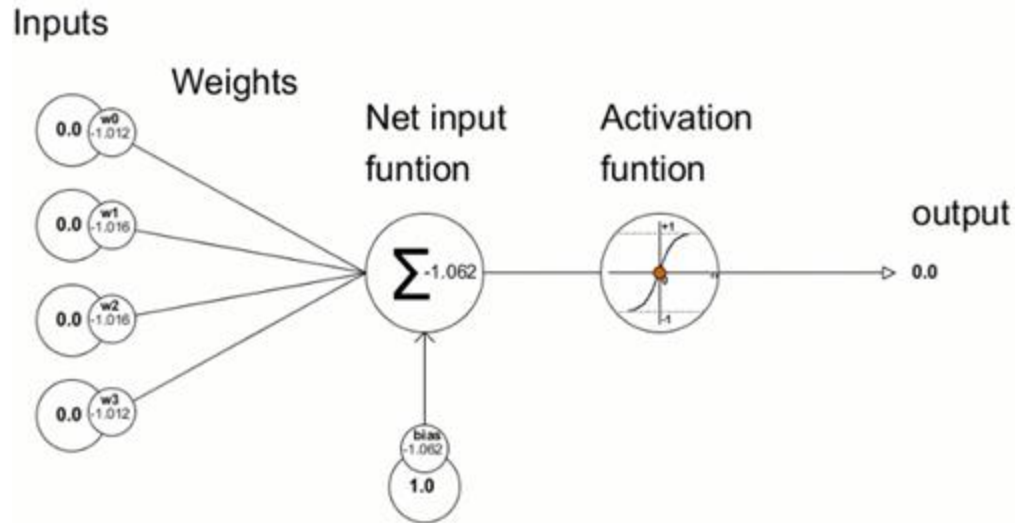 Inputs
Weights
Net input
funtion
Activation
funtion
output
0.0
w0
-1.012
0.0
w1
-1.016
0.0
w2
-1.016
0.0
w3
-1.012
Σ -1.062
+1
-1
0.0
bias
-1.062
1.0